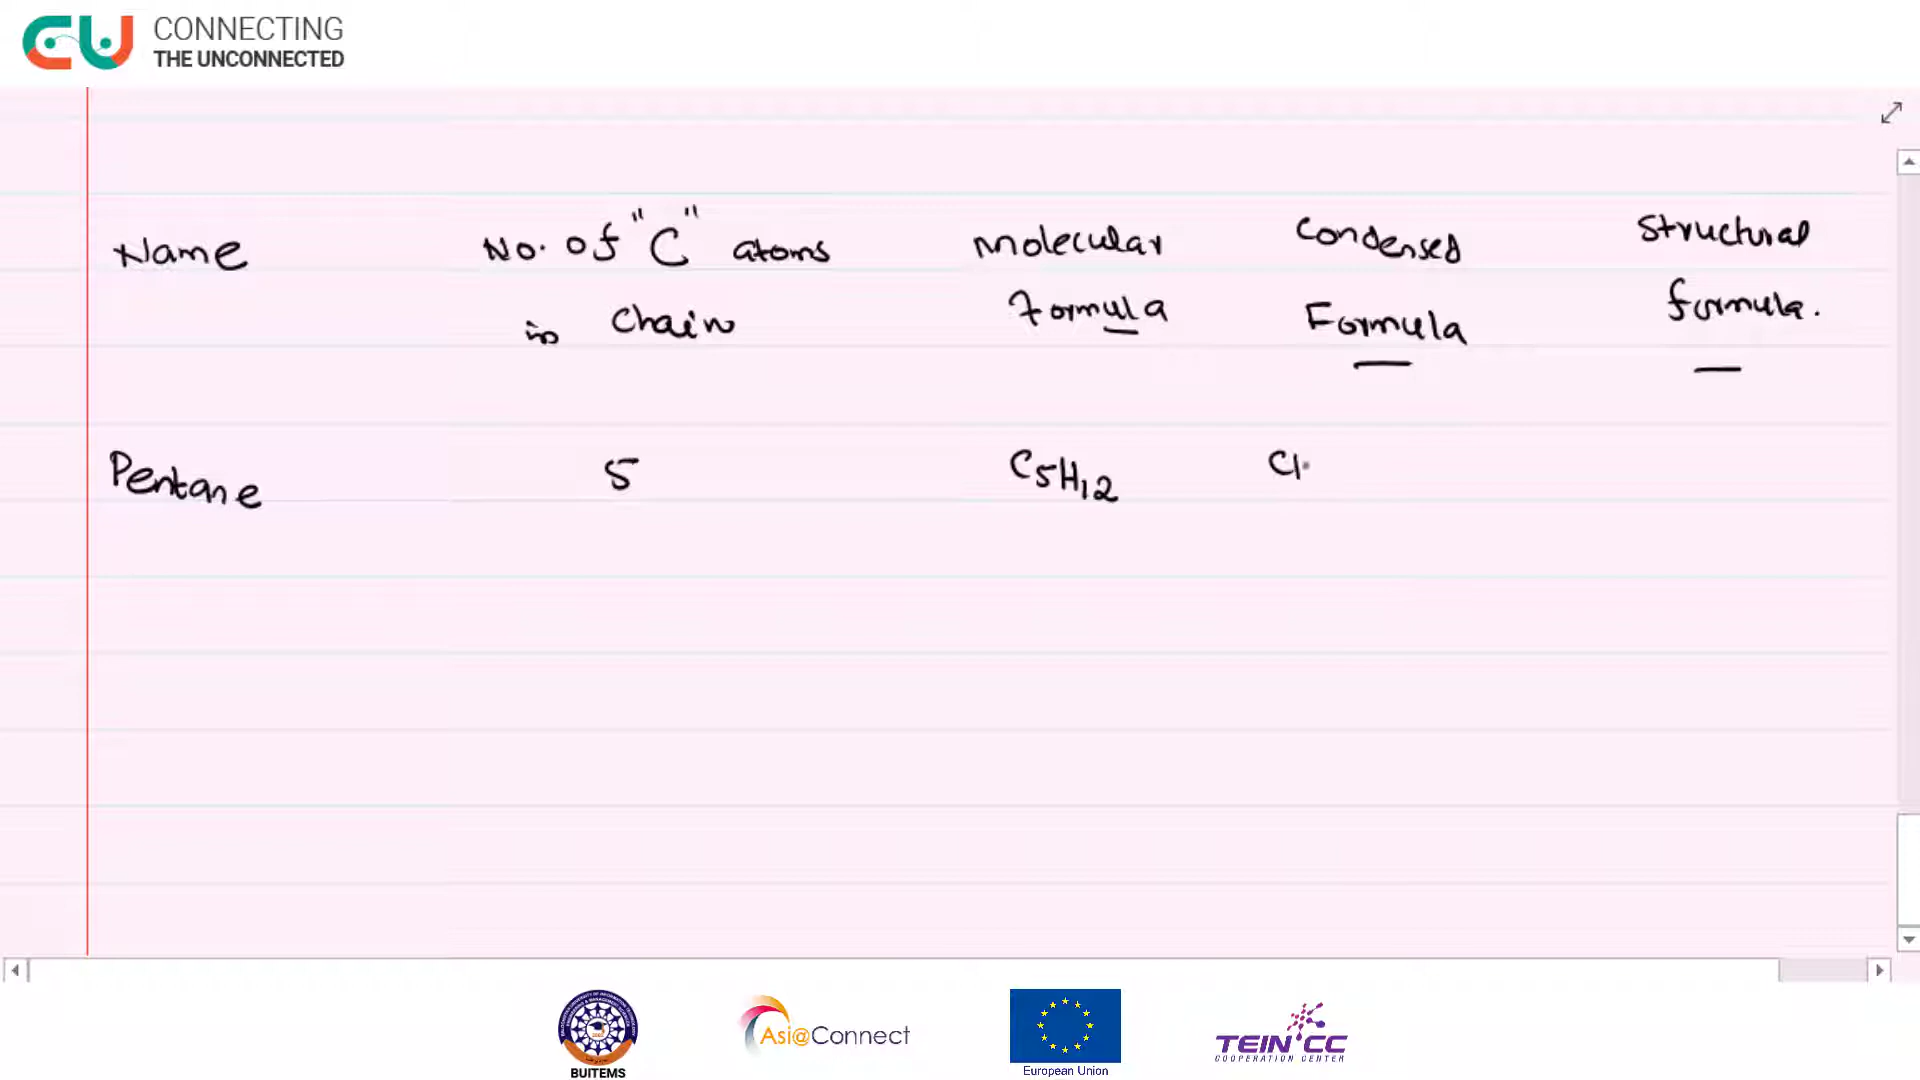 CONNECTING
THE UNCONNECTED
Name No. of "C" atoms Molecular Condensed Structural
in Chain Formula Formula formula.
Pentane 5 C5H12 CH
BUITEMS
Asi@Connect
European Union
TEIN*CC
COOPERATION CENTER